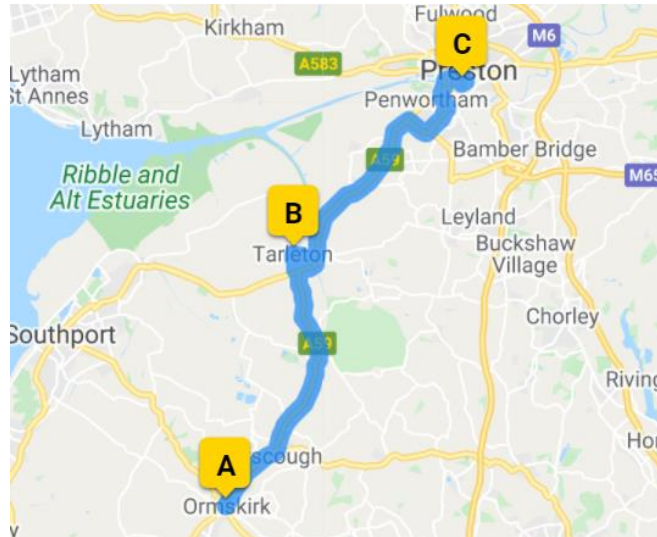 Fulwood
Kirkham
M6
C
A583
Preston
Lytham
St Annes
Penwortham
Lytham
A59
Bamber Bridge
Ribble and
Alt Estuaries
M65
B
Leyland
Tarleton
Buckshaw
Village
Southport
Chorley
A59
Riving
A
scough
Ormskirk
Hor
y